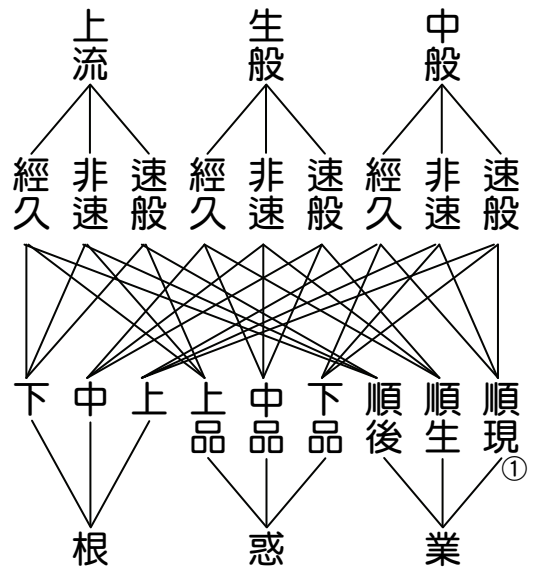 上流 生般 中般
經久 非速 速般 經久 非速 速般 經久 非速 速般
下 中 上 上品 中品 下品 順後 順生 順現①
根 惑 業